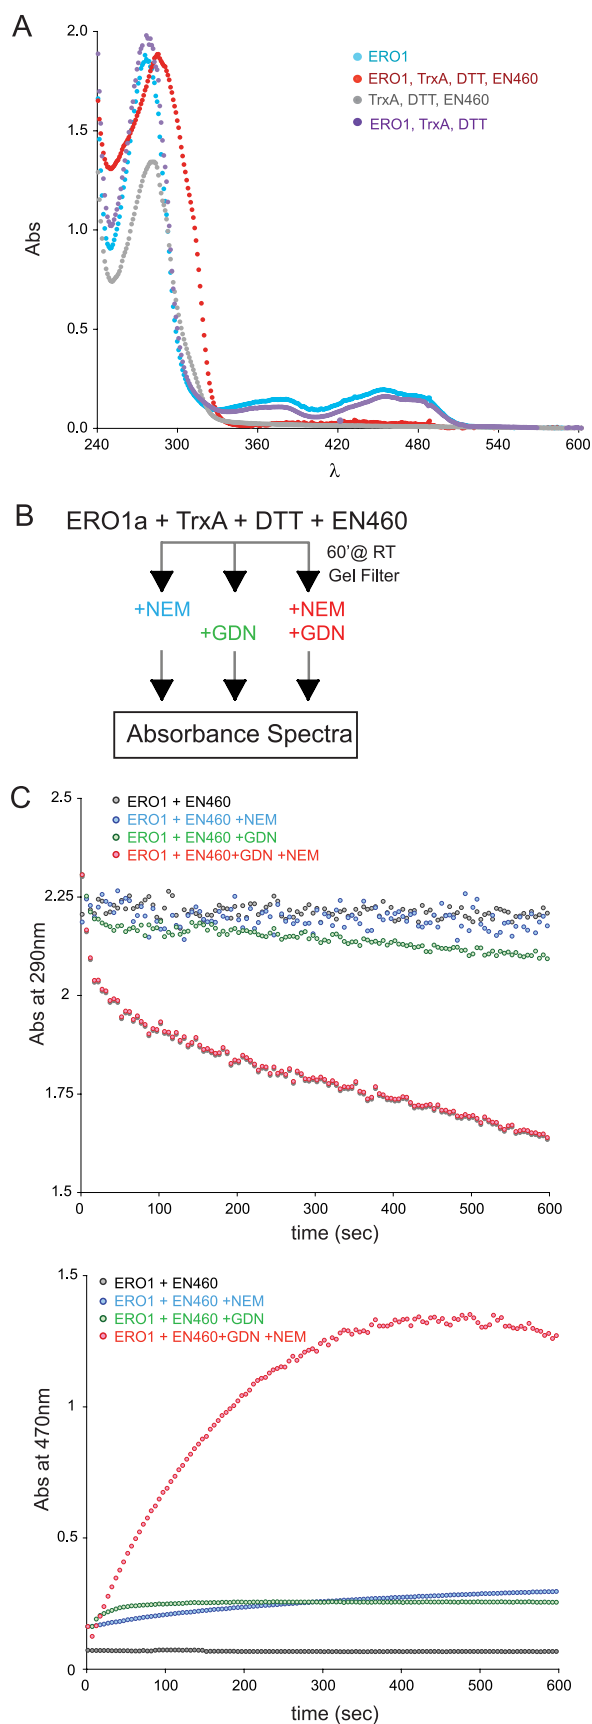 A
ERO1
ERO1, TrxA, DTT, EN460
TrxA, DTT, EN460
ERO1, TrxA, DTT
2.0
1.5
1.0
0.5
0.0
Abs
240
300
360
420
480
540
600
λ
B
ERO1a + TrxA + DTT + EN460
60'@ RT
Gel Filter
+NEM
+GDN
+NEM
+GDN
Absorbance Spectra
C
ERO1 + EN460
ERO1 + EN460 +NEM
ERO1 + EN460 +GDN
ERO1 + EN460+GDN +NEM
2.5
2.25
2
1.75
1.5
Abs at 290nm
0
100
200
300
400
500
600
time (sec)
ERO1 + EN460
ERO1 + EN460 +NEM
ERO1 + EN460 +GDN
ERO1 + EN460+GDN +NEM
1.5
1
0.5
0
Abs at 470nm
0
100
200
300
400
500
600
time (sec)